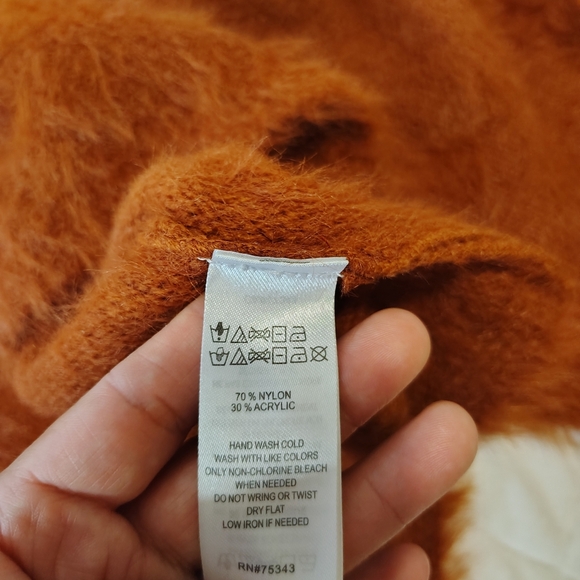 70 % NYLON
30 % ACRYLIC
HAND WASH COLD
WASH WITH LIKE COLORS
ONLY NON-CHLORINE BLEACH
WHEN NEEDED
DO NOT WRING OR TWIST
DRY FLAT
LOW IRON IF NEEDED
RN#75343